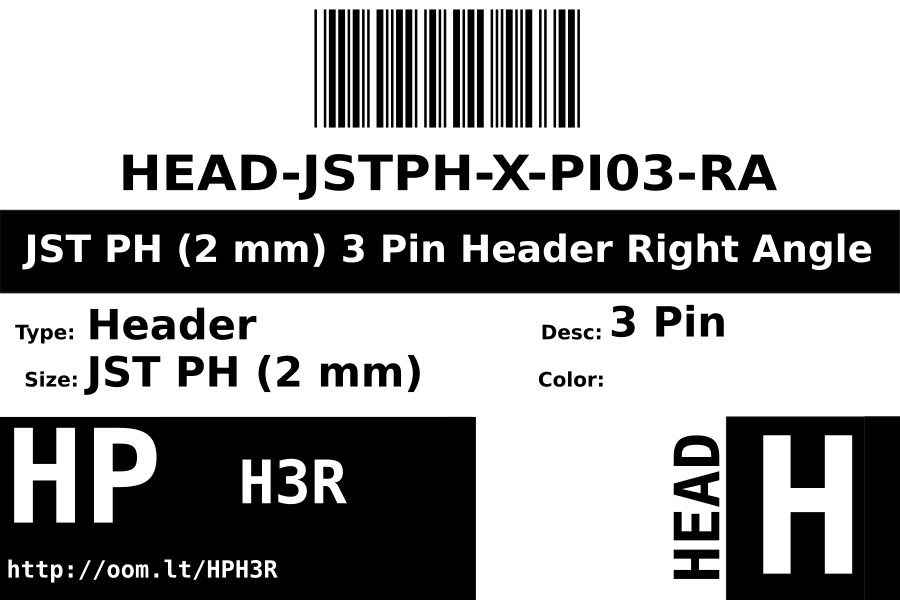 HEAD-JSTPH-X-PI03-RA
JST PH (2 mm) 3 Pin Header Right Angle
Type: Header
Desc: 3 Pin
Size: JST PH (2 mm)
Color:
HP
H3R
http://oom.lt/HPH3R
HEAD
H